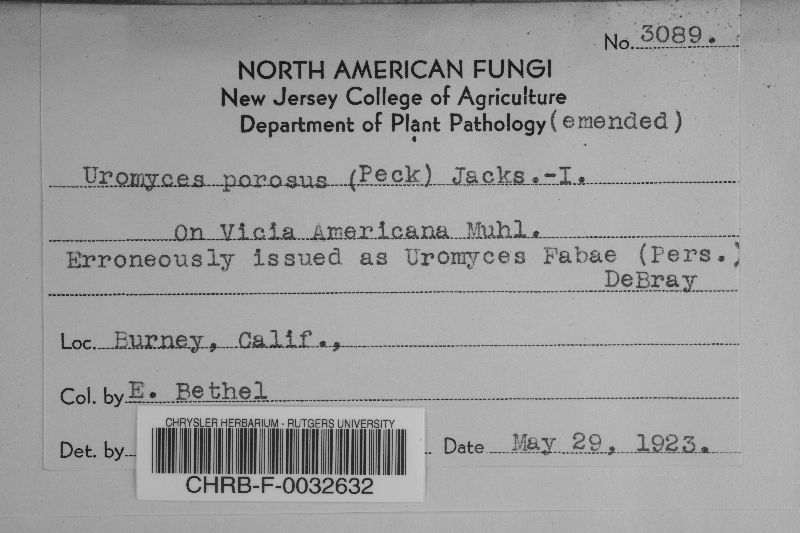 No. 3089.
NORTH AMERICAN FUNGI
New Jersey College of Agriculture
Department of Plant Pathology (emended)
Uromyces porosus (Peck) Jacks.-I.
On Vicia Americana Muhl.
Erroneously issued as Uromyces Fabae (Pers.)
DeBray
Loc. Burney, Calif.,
Col. by E. Bethel
Det. by Date May 29, 1923.
CHRYSLER HERBARIUM - RUTGERS UNIVERSITY
CHRB-F-0032632